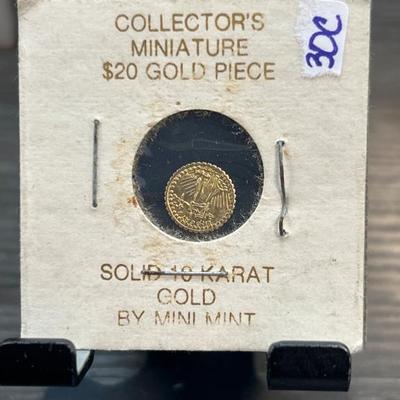 COLLECTOR'S
MINIATURE
$20 GOLD PIECE
30C
SOLID 10 KARAT
GOLD
BY MINI MINT